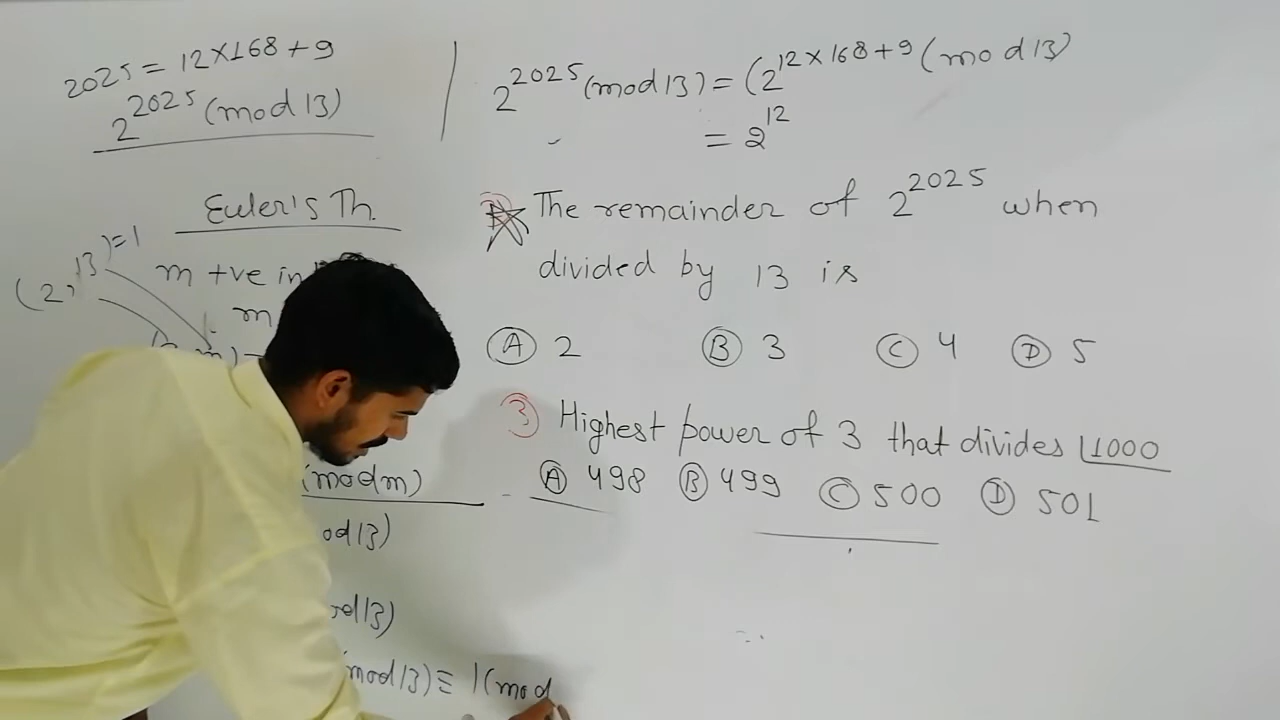 2025 = 12×168 + 9
2^2025 (mod 13)
Euler's Th.
(2, 13) = 1
m +ve in
m
(mod m)
od 13)
od 13)
mod 13) ≡ 1 (mod
2^2025 (mod 13) = (2^12×168+9 (mod 13)
= 2^12
The remainder of 2^2025 when
divided by 13 is
(A) 2 (B) 3 (C) 4 (D) 5
(3) Highest power of 3 that divides ⌊1000
(A) 498 (B) 499 (C) 500 (D) 501